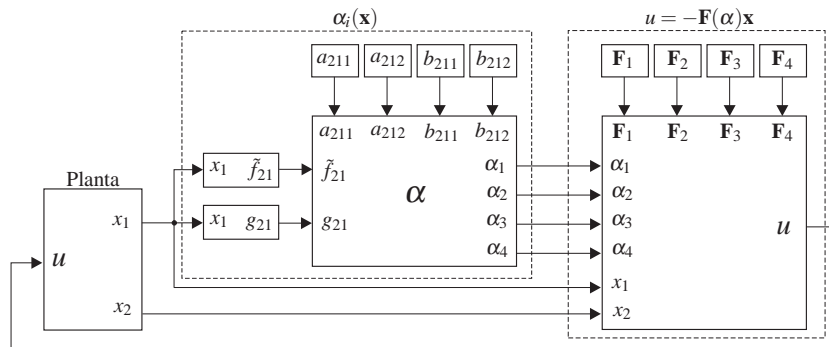 αᵢ(𝐱)
u = −𝐅(α)𝐱
a₂₁₁ a₂₁₂ b₂₁₁ b₂₁₂
𝐅₁ 𝐅₂ 𝐅₃ 𝐅₄
a₂₁₁ a₂₁₂ b₂₁₁ b₂₁₂
𝐅₁ 𝐅₂ 𝐅₃ 𝐅₄
x₁ f̃₂₁
f̃₂₁
α
α₁
α₂
α₃
α₄
α₁
α₂
α₃
α₄
x₁
x₂
u
Planta
x₁
u
x₂
x₁ g₂₁
g₂₁